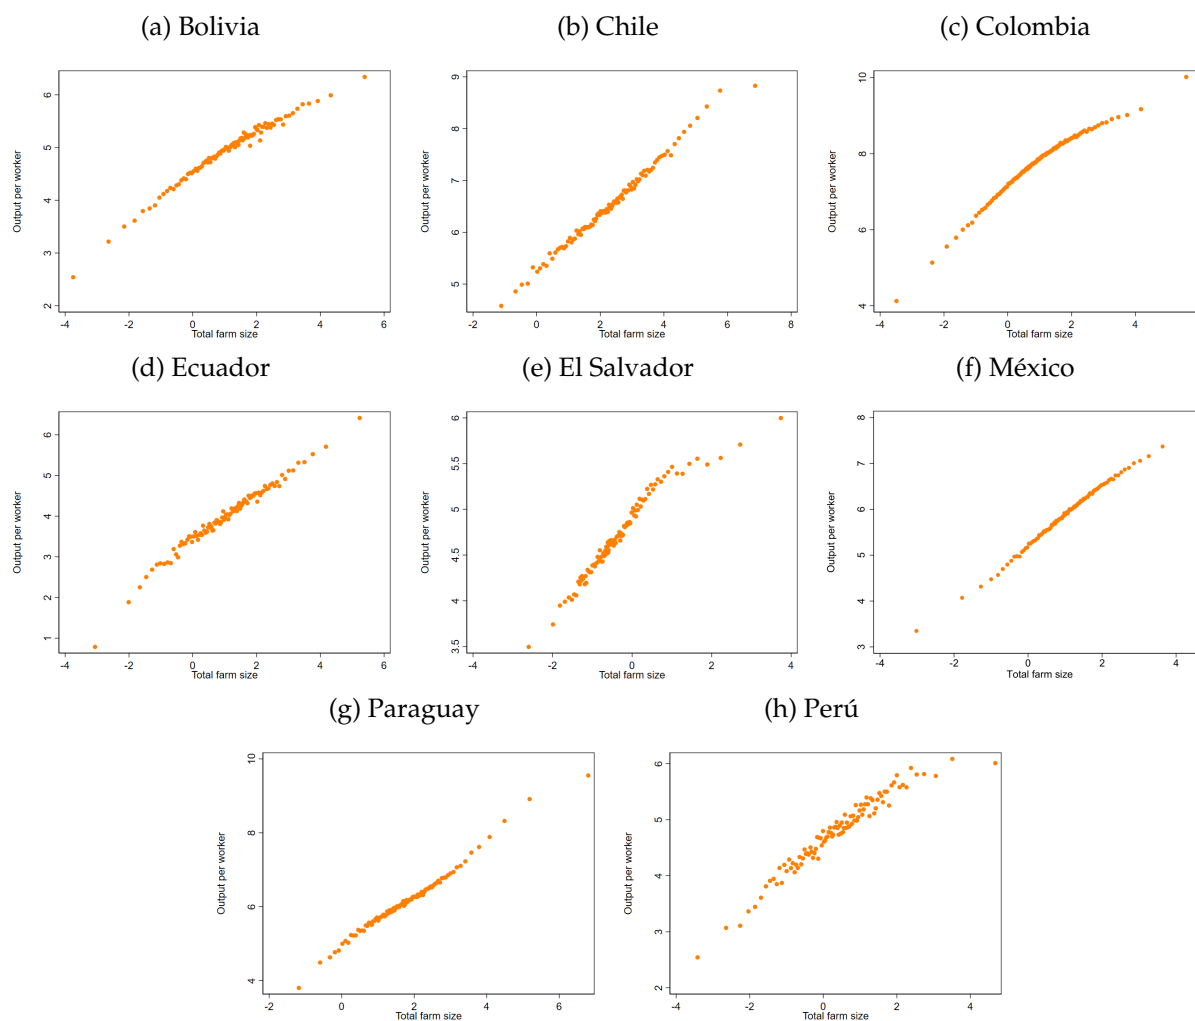 (a) Bolivia
(b) Chile
(c) Colombia
Output per worker
2 3 4 5 6
-4 -2 0 2 4 6
Total farm size
Output per worker
5 6 7 8 9
-2 0 2 4 6 8
Total farm size
Output per worker
4 6 8 10
-4 -2 0 2 4
Total farm size
(d) Ecuador
(e) El Salvador
(f) México
Output per worker
1 2 3 4 5 6
-4 -2 0 2 4 6
Total farm size
Output per worker
3.5 4 4.5 5 5.5 6
-4 -2 0 2 4
Total farm size
Output per worker
3 4 5 6 7 8
-4 -2 0 2 4
Total farm size
(g) Paraguay
(h) Perú
Output per worker
4 6 8 10
-2 0 2 4 6
Total farm size
Output per worker
2 3 4 5 6
-4 -2 0 2 4
Total farm size